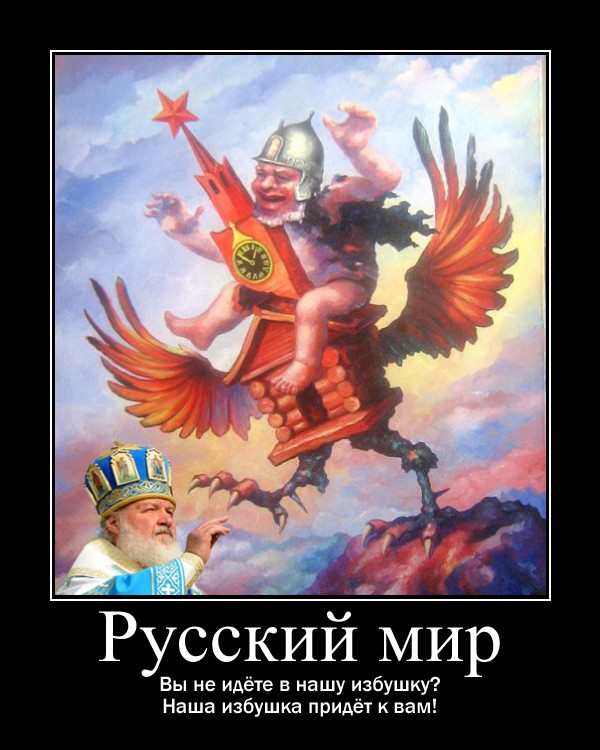 Русский мир
Вы не идёте в нашу избушку?
Наша избушка придёт к вам!